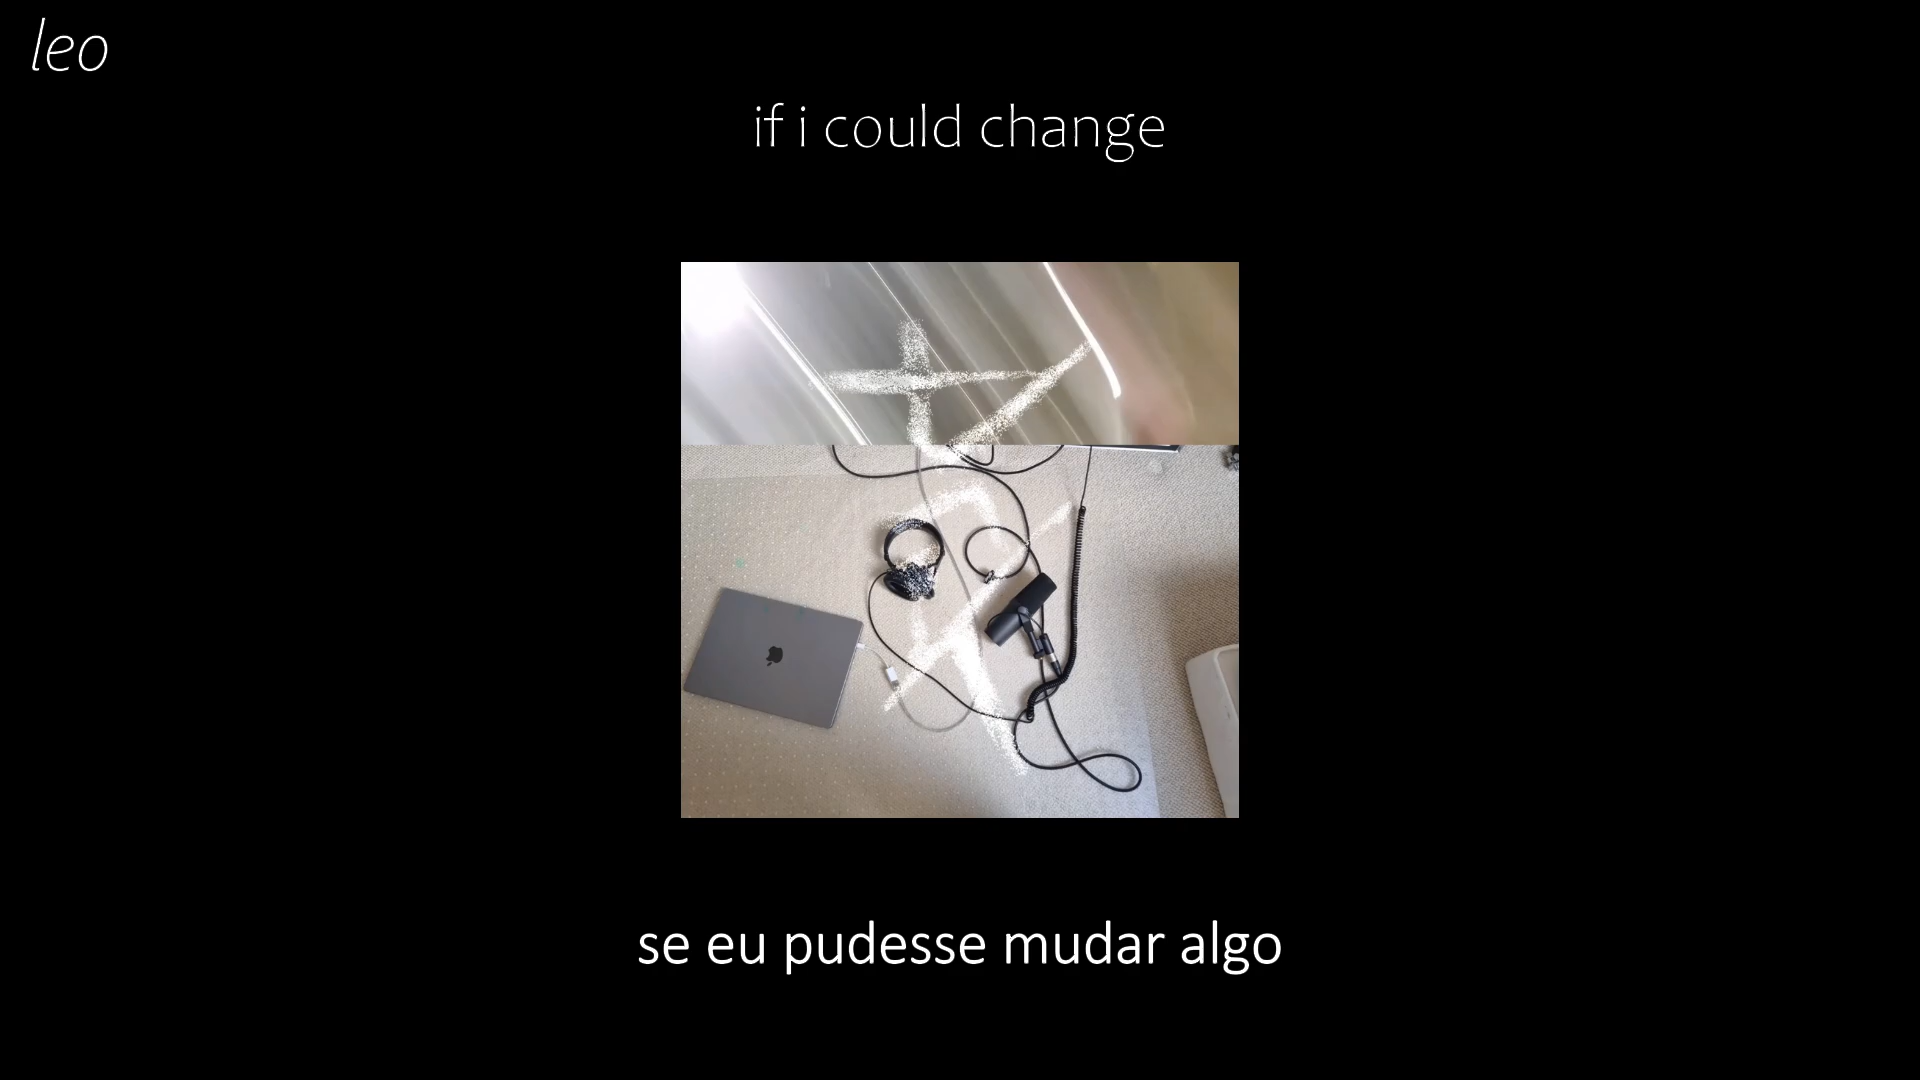 leo
if i could change
se eu pudesse mudar algo